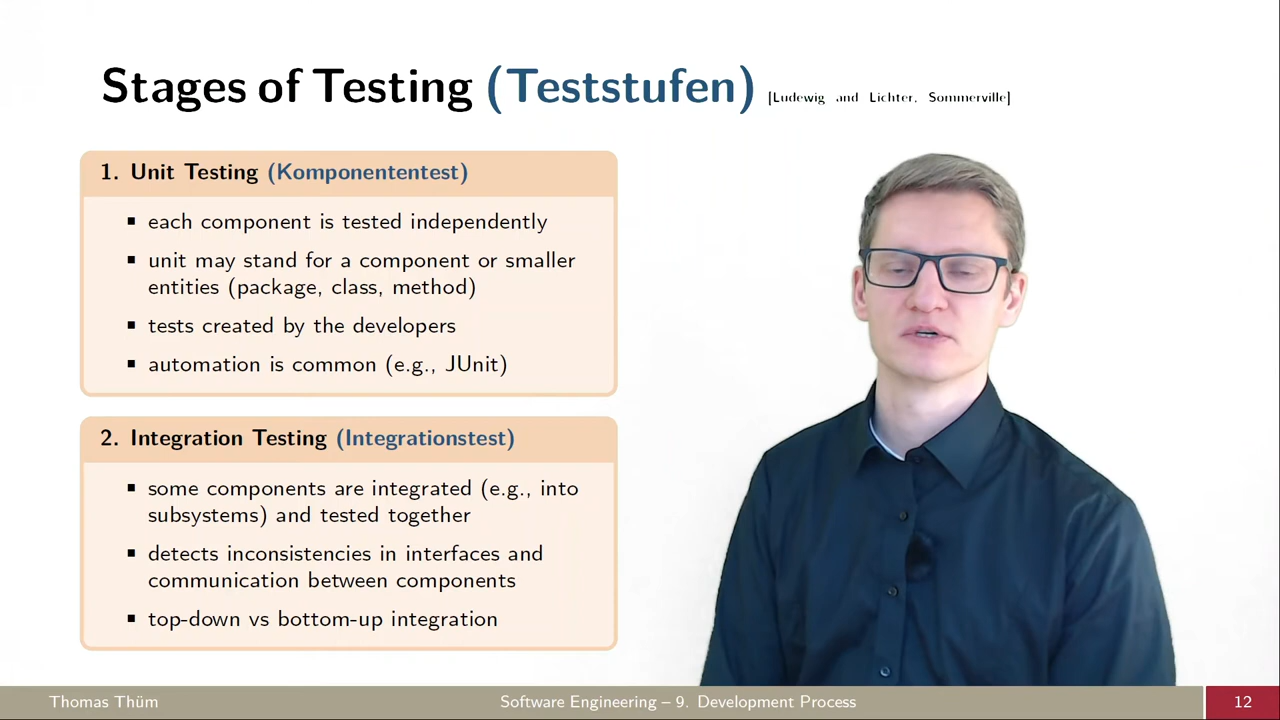 Stages of Testing (Teststufen) [Ludewig and Lichter, Sommerville]
1. Unit Testing (Komponententest)
▪ each component is tested independently
▪ unit may stand for a component or smaller
entities (package, class, method)
▪ tests created by the developers
▪ automation is common (e.g., JUnit)
2. Integration Testing (Integrationstest)
▪ some components are integrated (e.g., into
subsystems) and tested together
▪ detects inconsistencies in interfaces and
communication between components
▪ top-down vs bottom-up integration
Thomas Thüm Software Engineering – 9. Development Process 12